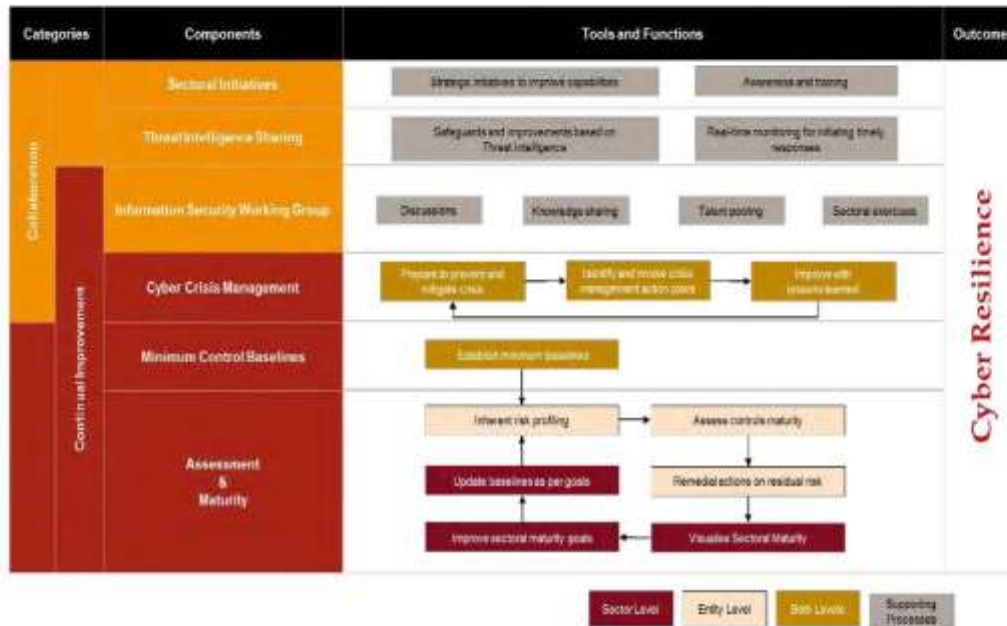 Categories
Components
Tools and Functions
Outcome
Collaboration
Continual Improvement
Sectoral Initiatives
Strategic initiatives to improve capabilities
Awareness and training
Threat Intelligence Sharing
Safeguards and improvements based on
Threat Intelligence
Real-time monitoring for initiating timely
responses
Information Security Working Group
Discussions
Knowledge sharing
Talent pooling
Sectoral exercises
Cyber Crisis Management
Prepare to prevent and
mitigate crisis
Identify and invoke crisis
management action plans
Improve with
lessons learned
Minimum Control Baselines
Establish minimum baselines
Assessment
&
Maturity
Inherent risk profiling
Assess controls maturity
Update baselines as per goals
Remedial actions on residual risk
Improve sectoral maturity goals
Visualise Sectoral Maturity
Cyber Resilience
Sector Level
Entity Level
Both Levels
Supporting
Processes